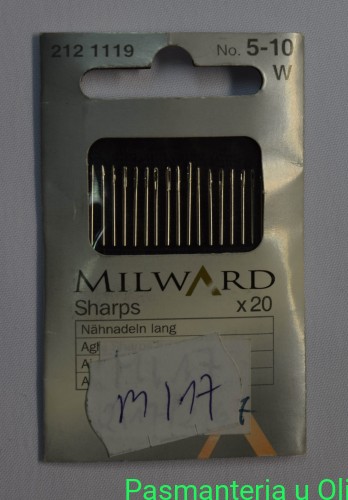 212 1119 No. 5-10
W
MILWARD
Sharps x20
Nähnadeln lang
m117
Pasmanteria u Oli